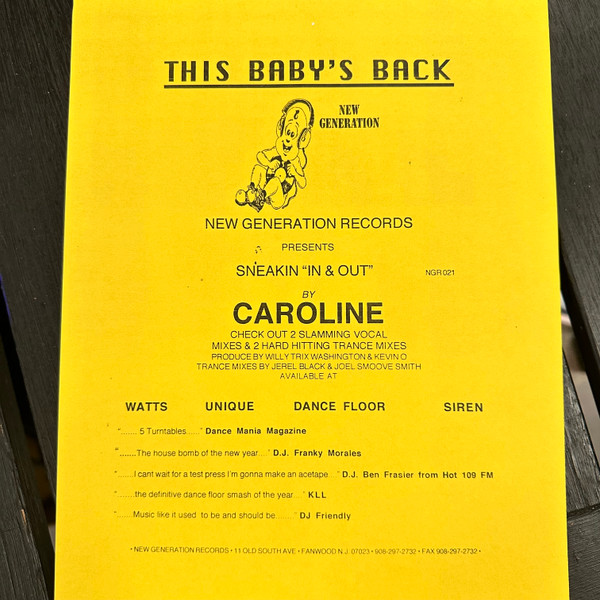 THIS BABY'S BACK
NEW
GENERATION
NEW GENERATION RECORDS
PRESENTS
SNEAKIN "IN & OUT"
NGR 021
BY
CAROLINE
CHECK OUT 2 SLAMMING VOCAL
MIXES & 2 HARD HITTING TRANCE MIXES
PRODUCE BY WILLY TRIX WASHINGTON & KEVIN O
TRANCE MIXES BY JEREL BLACK & JOEL SMOOVE SMITH
AVAILABLE AT
WATTS UNIQUE DANCE FLOOR SIREN
"........ 5 Turntables......" Dance Mania Magazine
".......The house bomb of the new year...." D.J. Franky Morales
".......I cant wait for a test press I'm gonna make an acetape... " D.J. Ben Frasier from Hot 109 FM
".......the definitive dance floor smash of the year...." KLL
".......Music like it used to be and should be........" DJ Friendly
• NEW GENERATION RECORDS • 11 OLD SOUTH AVE • FANWOOD N.J. 07023 • 908-297-2732 • FAX 908-297-2732 •